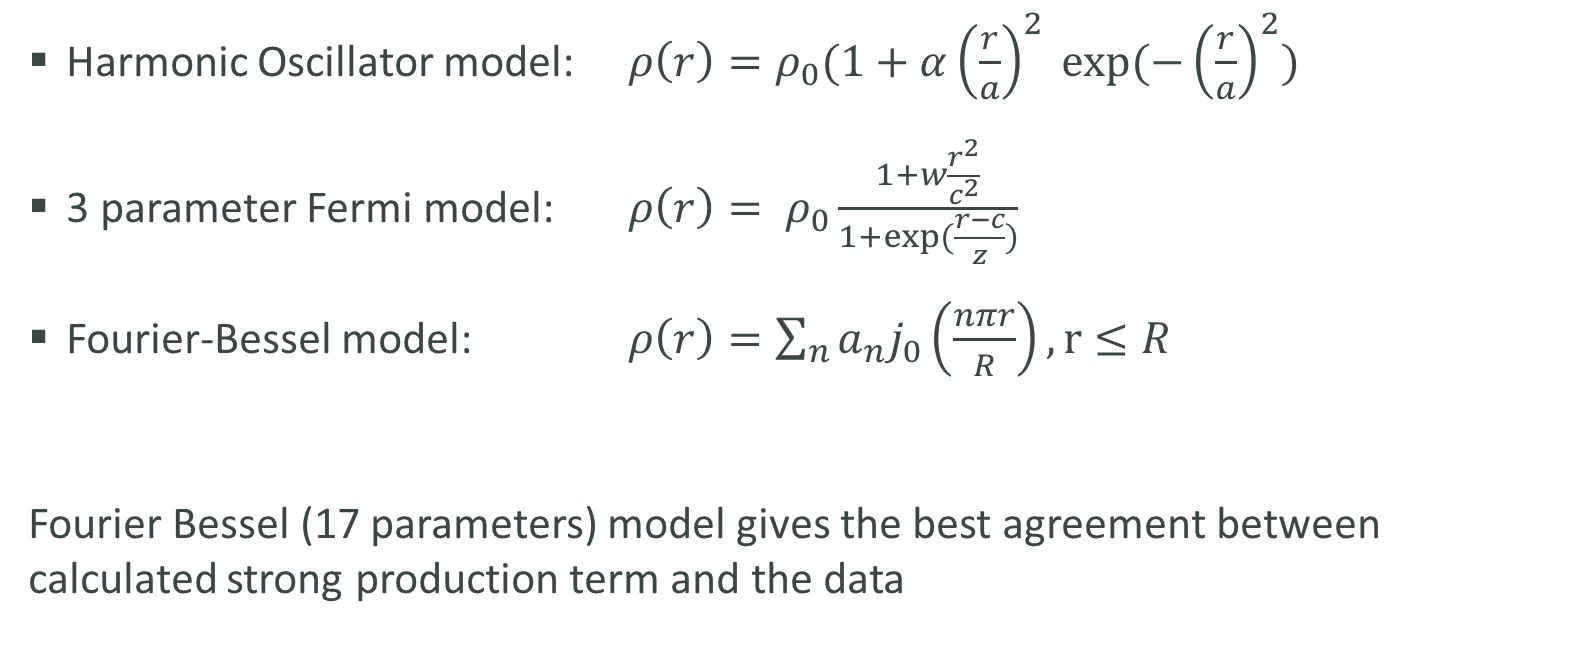 ▪ Harmonic Oscillator model: ρ(r) = ρ₀(1 + α (r/a)² exp(−(r/a)²)
▪ 3 parameter Fermi model: ρ(r) = ρ₀ (1+w r²/c²)/(1+exp((r−c)/z))
▪ Fourier-Bessel model: ρ(r) = ∑ₙ aₙj₀(nπr/R), r ≤ R
Fourier Bessel (17 parameters) model gives the best agreement between
calculated strong production term and the data